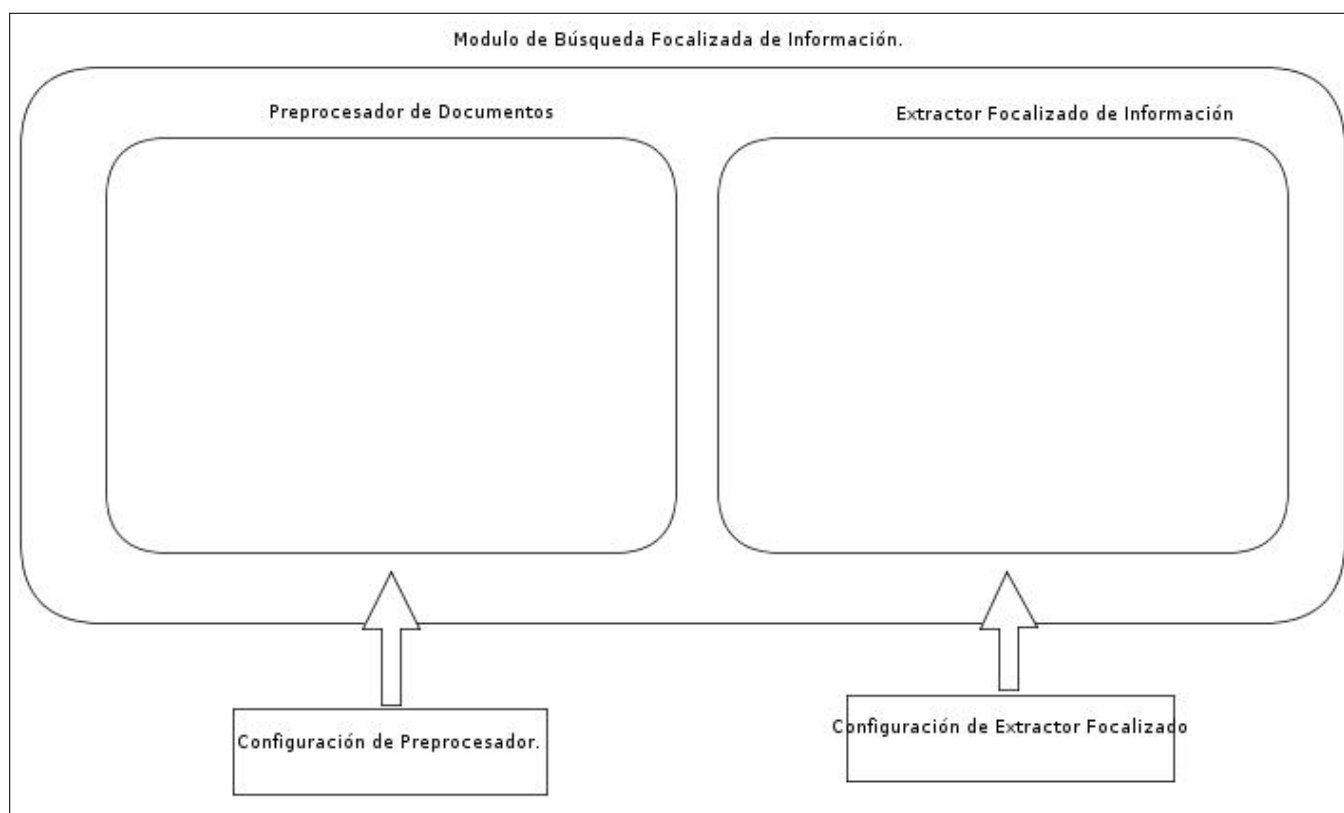 Modulo de Búsqueda Focalizada de Información.
Preprocesador de Documentos
Extractor Focalizado de Información
Configuración de Preprocesador.
Configuración de Extractor Focalizado